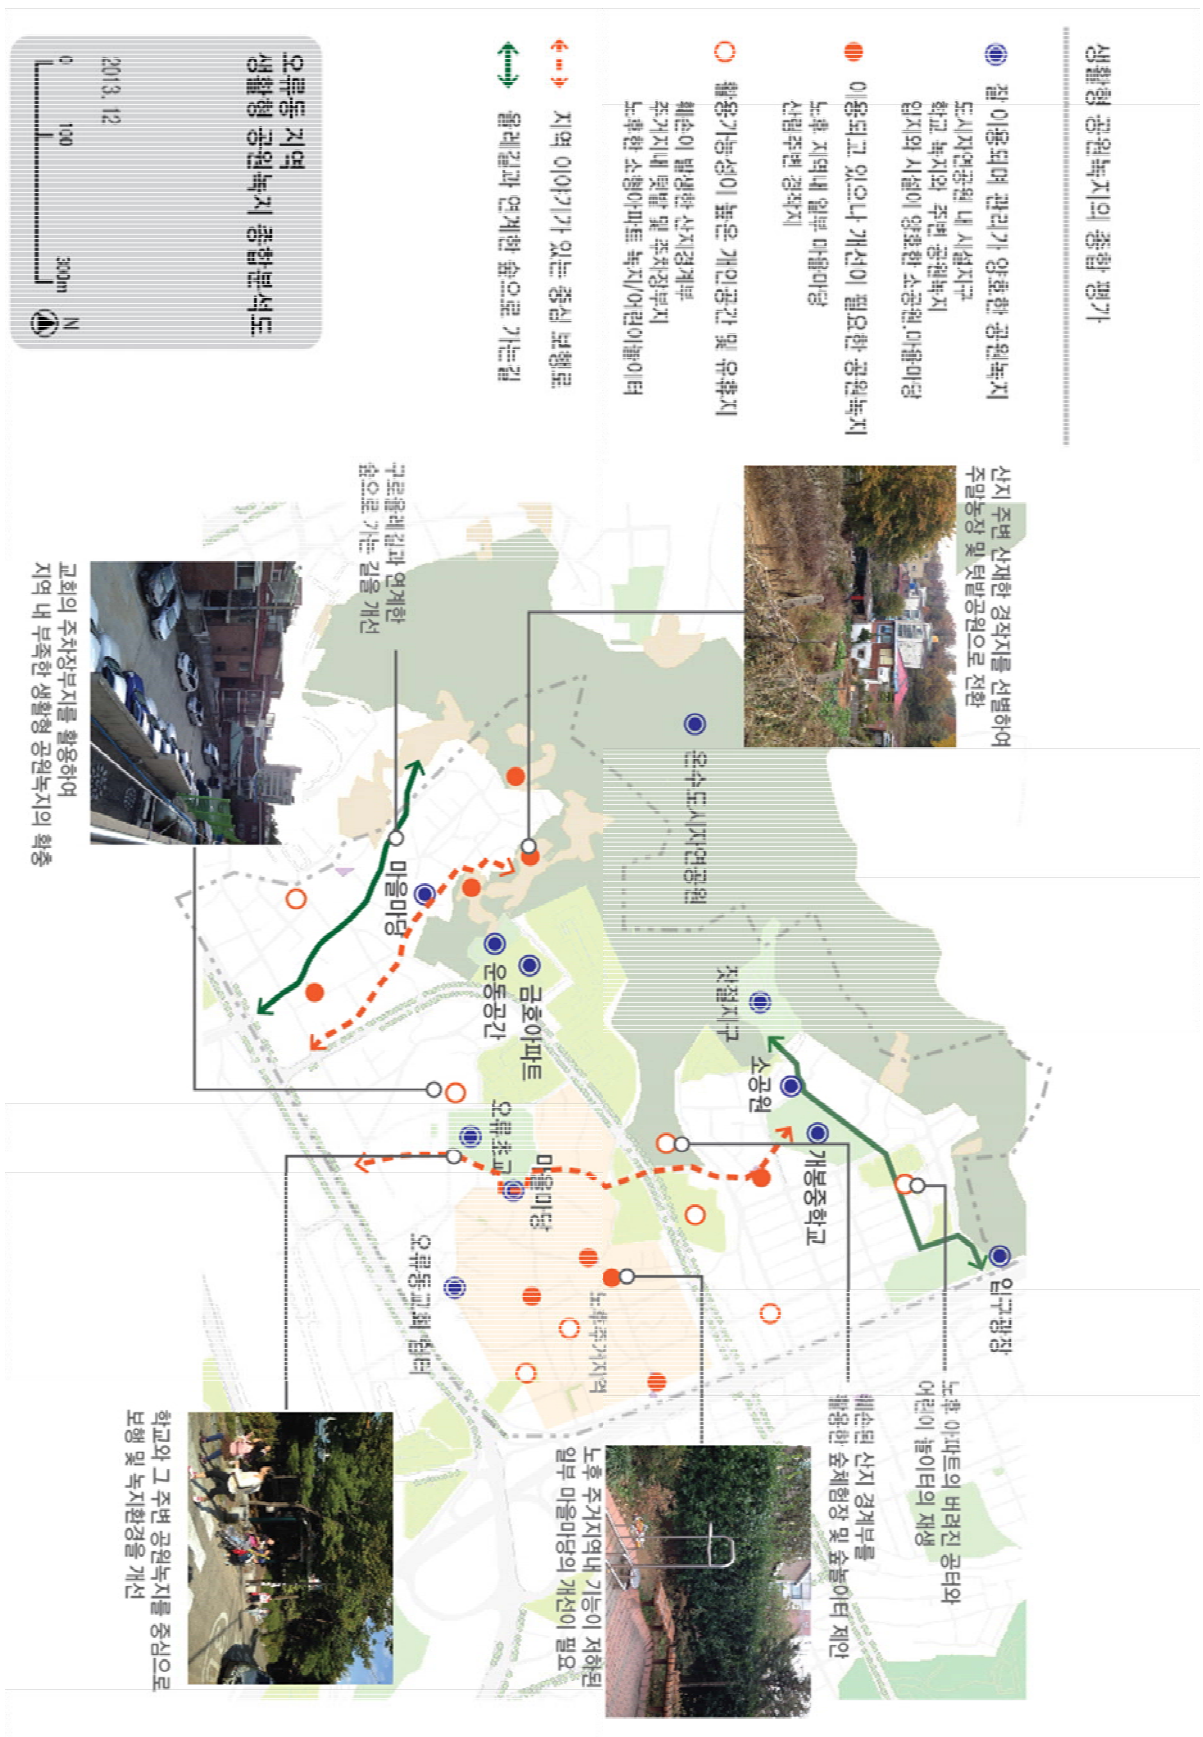 생활형 공원녹지의 종합 평가
잘 이용되며 관리가 양호한 공원녹지
도시자연공원 내 시설지구
학교 녹지와 주변 공원녹지
입지와 시설이 양호한 소공원,마을마당
이용되고 있으나 개선이 필요한 공원녹지
노후 지역내 일부 마을마당
산림주변 경작지
활용가능성이 높은 개인공간 및 유휴지
훼손이 발생한 산지경계부
주거지내 텃밭 및 주차장부지
노후한 소형아파트 녹지/어린이놀이터
지역 이야기가 있는 중심 보행로
올레길과 연계한 숲으로 가는길
오류동 지역
생활형 공원녹지 종합분석도
2013. 12
0 100 300m
N
산지 주변 산재한 경작지를 선별하여
주말농장 및 텃밭공원으로 전환
구로올레길과 연계한
숲으로 가는 길을 개선
교회의 주차장부지를 활용하여
지역 내 부족한 생활형 공원녹지의 확충
온수도시자연공원
잣절지구
소공원
개봉중학교
입구광장
마을마당
운동공간
금호아파트
오류초교
마을마당
오류동교회 쉼터
노후주거지역
노후 아파트의 버려진 공터와
어린이 놀이터의 재생
훼손된 산지 경계부를
활용한 숲체험장 및 숲놀이터 제안
노후 주거지역내 기능이 저하된
일부 마을마당의 개선이 필요
학교와 그 주변 공원녹지를 중심으로
보행 및 녹지환경을 개선